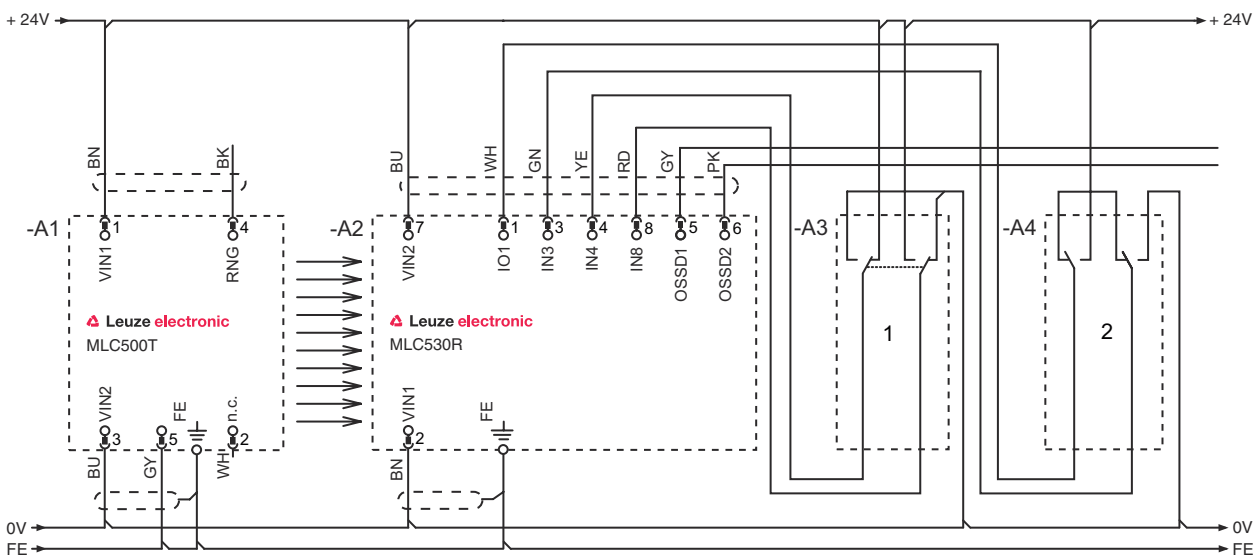 + 24V
+ 24V
BN
BK
BU
WH
GN
YE
RD
GY
PK
-A1
1
4
-A2
7
1
3
4
8
5
6
-A3
-A4
VIN1
RNG
VIN2
IO1
IN3
IN4
IN8
OSSD1
OSSD2
Leuze electronic
MLC500T
Leuze electronic
MLC530R
1
2
VIN2
FE
n.c.
VIN1
FE
3
5
2
2
BU
GY
WH
BN
0V
0V
FE
FE